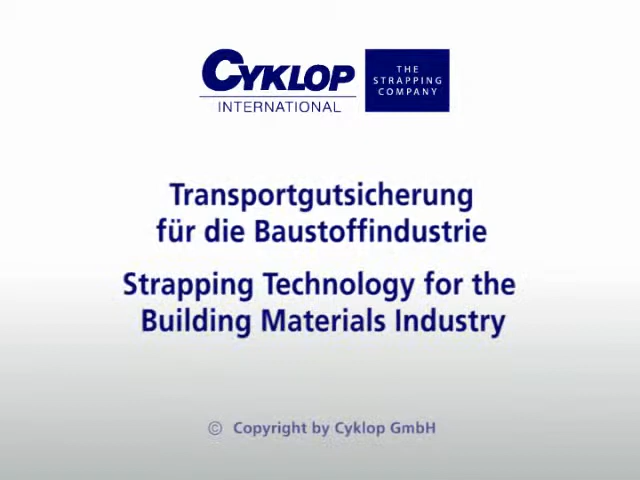 CYKLOP
INTERNATIONAL
THE
STRAPPING
COMPANY
Transportgutsicherung
für die Baustoffindustrie
Strapping Technology for the
Building Materials Industry
© Copyright by Cyklop GmbH